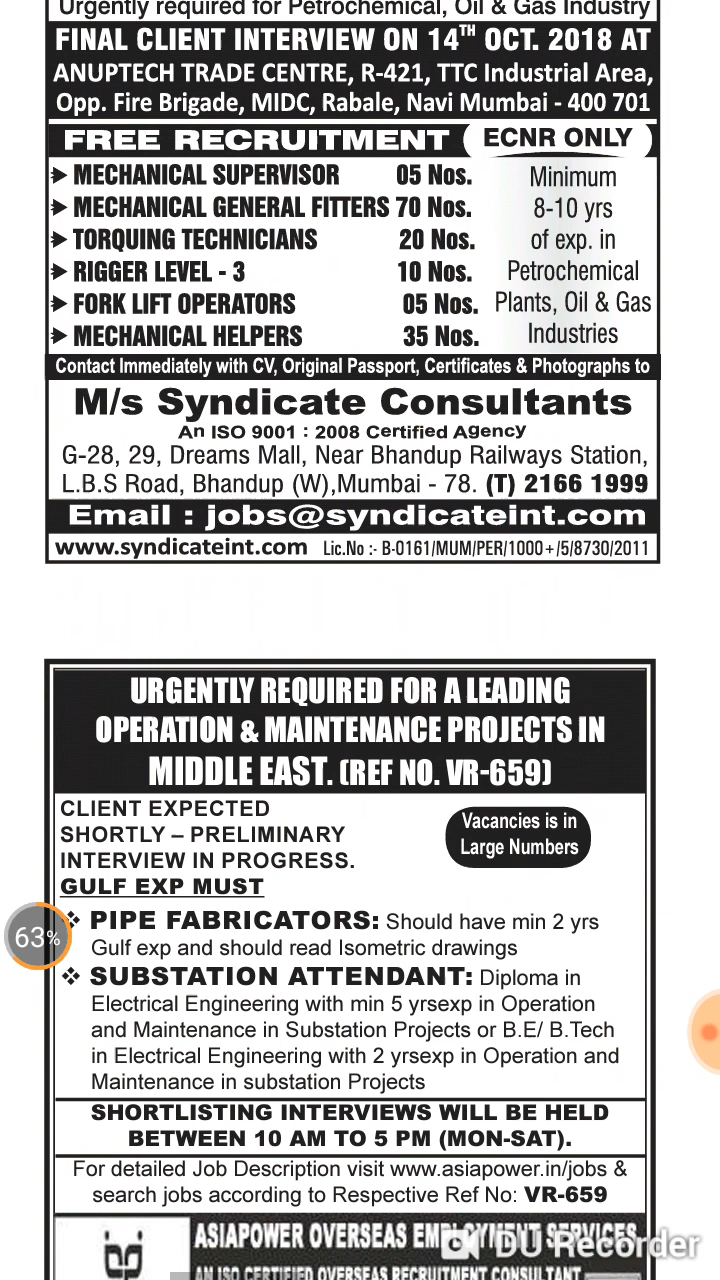 Urgently required for Petrochemical, Oil & Gas Industry
FINAL CLIENT INTERVIEW ON 14TH OCT. 2018 AT
ANUPTECH TRADE CENTRE, R-421, TTC Industrial Area,
Opp. Fire Brigade, MIDC, Rabale, Navi Mumbai - 400 701
FREE RECRUITMENT ECNR ONLY
MECHANICAL SUPERVISOR 05 Nos.
MECHANICAL GENERAL FITTERS 70 Nos.
TORQUING TECHNICIANS 20 Nos.
RIGGER LEVEL - 3 10 Nos.
FORK LIFT OPERATORS 05 Nos.
MECHANICAL HELPERS 35 Nos.
Minimum
8-10 yrs
of exp. in
Petrochemical
Plants, Oil & Gas
Industries
Contact Immediately with CV, Original Passport, Certificates & Photographs to
M/s Syndicate Consultants
An ISO 9001 : 2008 Certified Agency
G-28, 29, Dreams Mall, Near Bhandup Railways Station,
L.B.S Road, Bhandup (W),Mumbai - 78. (T) 2166 1999
Email : jobs@syndicateint.com
www.syndicateint.com Lic.No :- B-0161/MUM/PER/1000+/5/8730/2011
URGENTLY REQUIRED FOR A LEADING
OPERATION & MAINTENANCE PROJECTS IN
MIDDLE EAST. (REF NO. VR-659)
CLIENT EXPECTED
SHORTLY – PRELIMINARY
INTERVIEW IN PROGRESS.
GULF EXP MUST
Vacancies is in
Large Numbers
63%
❖ PIPE FABRICATORS: Should have min 2 yrs
Gulf exp and should read Isometric drawings
❖ SUBSTATION ATTENDANT: Diploma in
Electrical Engineering with min 5 yrsexp in Operation
and Maintenance in Substation Projects or B.E/ B.Tech
in Electrical Engineering with 2 yrsexp in Operation and
Maintenance in substation Projects
SHORTLISTING INTERVIEWS WILL BE HELD
BETWEEN 10 AM TO 5 PM (MON-SAT).
For detailed Job Description visit www.asiapower.in/jobs &
search jobs according to Respective Ref No: VR-659
ASIAPOWER OVERSEAS EMPLOYMENT SERVICES
DU Recorder
AN ISO CERTIFIED OVERSEAS RECRUITMENT CONSULTANT